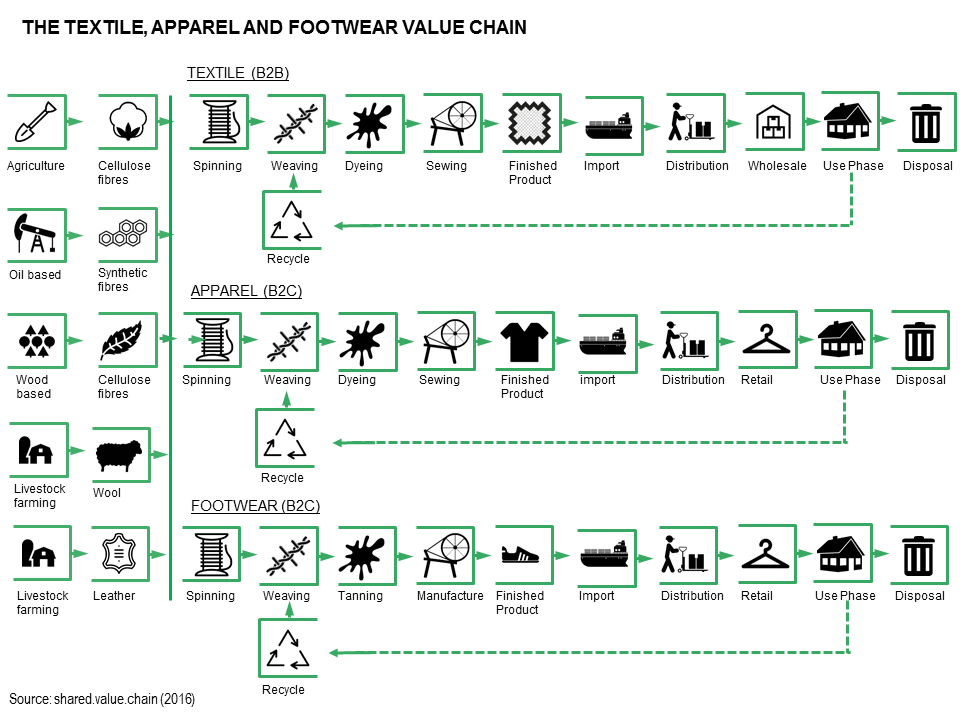 THE TEXTILE, APPAREL AND FOOTWEAR VALUE CHAIN
TEXTILE (B2B)
Agriculture
Cellulose
fibres
Spinning
Weaving
Dyeing
Sewing
Finished
Product
Import
Distribution
Wholesale
Use Phase
Disposal
Recycle
Oil based
Synthetic
fibres
APPAREL (B2C)
Wood
based
Cellulose
fibres
Spinning
Weaving
Dyeing
Sewing
Finished
Product
import
Distribution
Retail
Use Phase
Disposal
Recycle
Livestock
farming
Wool
FOOTWEAR (B2C)
Livestock
farming
Leather
Spinning
Weaving
Tanning
Manufacture
Finished
Product
Import
Distribution
Retail
Use Phase
Disposal
Recycle
Source: shared.value.chain (2016)